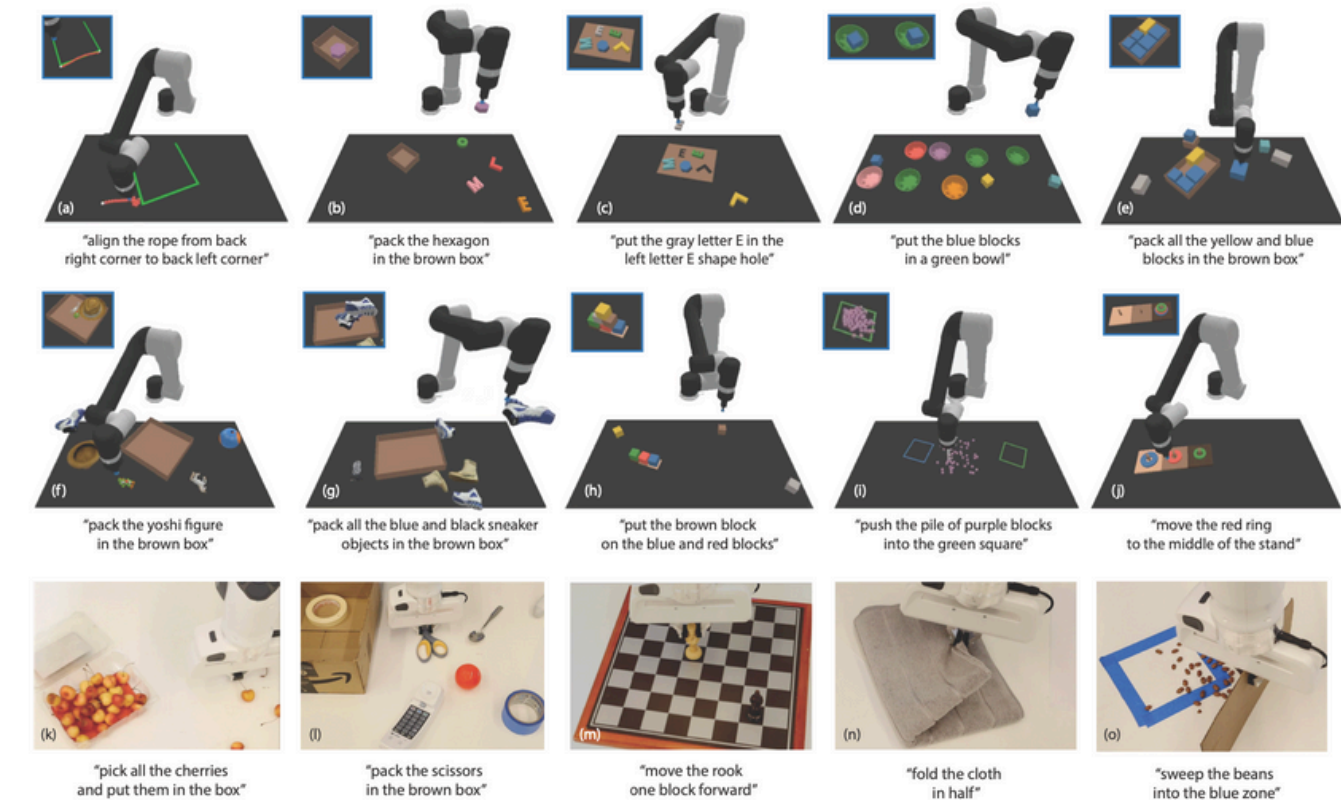 (a)
(b)
(c)
(d)
(e)
"align the rope from back
right corner to back left corner"
"pack the hexagon
in the brown box"
"put the gray letter E in the
left letter E shape hole"
"put the blue blocks
in a green bowl"
"pack all the yellow and blue
blocks in the brown box"
(f)
(g)
(h)
(i)
(j)
"pack the yoshi figure
in the brown box"
"pack all the blue and black sneaker
objects in the brown box"
"put the brown block
on the blue and red blocks"
"push the pile of purple blocks
into the green square"
"move the red ring
to the middle of the stand"
(k)
(l)
(m)
(n)
(o)
"pick all the cherries
and put them in the box"
"pack the scissors
in the brown box"
"move the rook
one block forward"
"fold the cloth
in half"
"sweep the beans
into the blue zone"